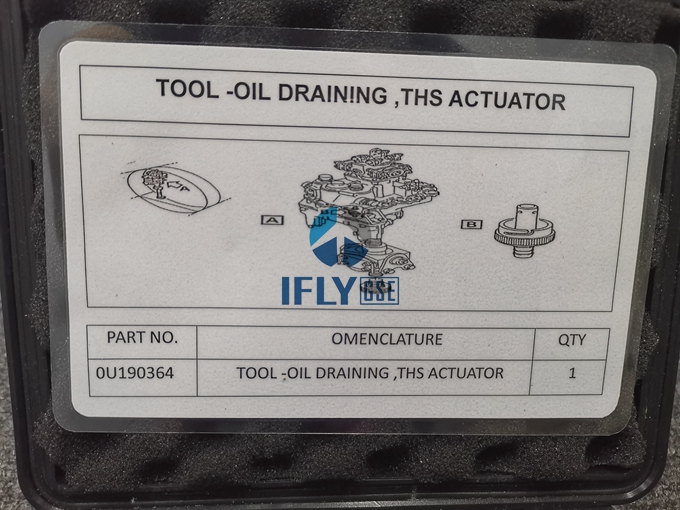 TOOL -OIL DRAINING ,THS ACTUATOR
A
B
IFLY GSE
PART NO.
OMENCLATURE
QTY
0U190364
TOOL -OIL DRAINING ,THS ACTUATOR
1